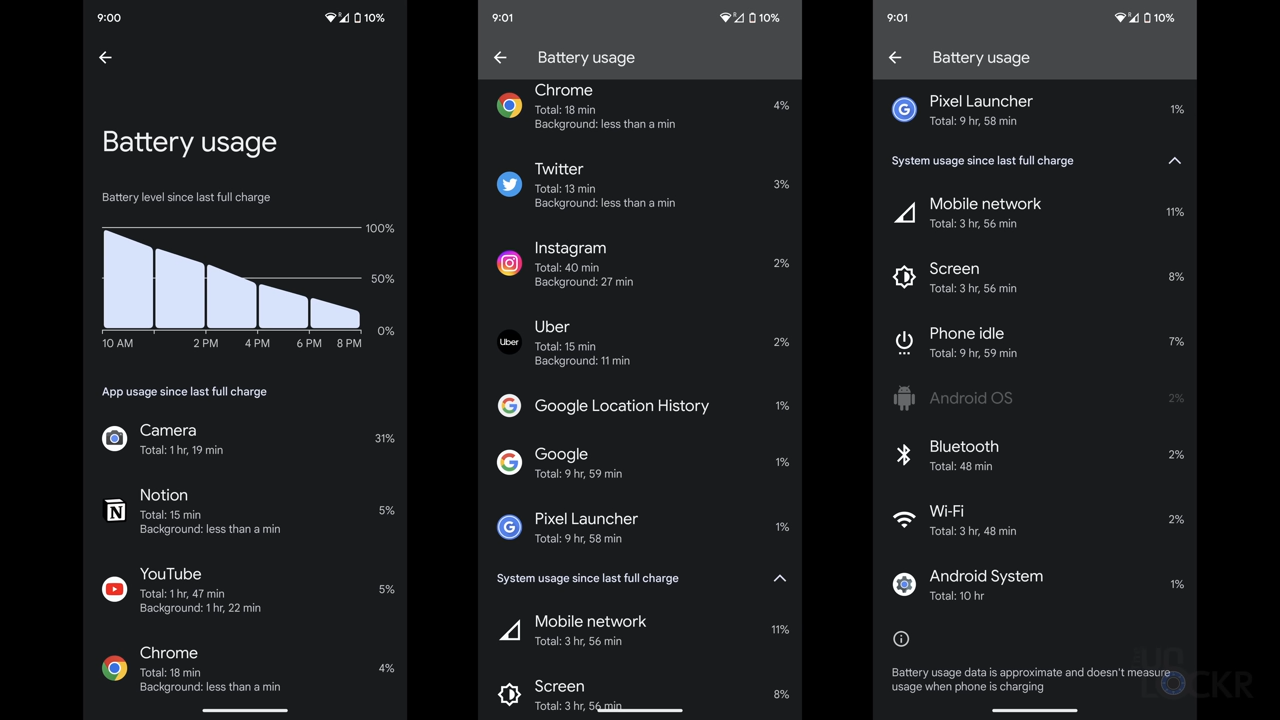 9:00
R
10%
Battery usage
Battery level since last full charge
100%
50%
0%
10 AM 2 PM 4 PM 6 PM 8 PM
App usage since last full charge
Camera
Total: 1 hr, 19 min
31%
Notion
Total: 15 min
Background: less than a min
5%
YouTube
Total: 1 hr, 47 min
Background: 1 hr, 22 min
5%
Chrome
Total: 18 min
Background: less than a min
4%
9:01
R
10%
Battery usage
Chrome
Total: 18 min
Background: less than a min
4%
Twitter
Total: 13 min
Background: less than a min
3%
Instagram
Total: 40 min
Background: 27 min
2%
Uber
Uber
Total: 15 min
Background: 11 min
2%
Google Location History
1%
Google
Total: 9 hr, 59 min
1%
Pixel Launcher
Total: 9 hr, 58 min
1%
System usage since last full charge
Mobile network
Total: 3 hr, 56 min
11%
Screen
Total: 3 hr, 56 min
8%
9:01
R
10%
Battery usage
Pixel Launcher
Total: 9 hr, 58 min
1%
System usage since last full charge
Mobile network
Total: 3 hr, 56 min
11%
Screen
Total: 3 hr, 56 min
8%
Phone idle
Total: 9 hr, 59 min
7%
Android OS
2%
Bluetooth
Total: 48 min
2%
Wi-Fi
Total: 3 hr, 48 min
2%
Android System
Total: 10 hr
1%
Battery usage data is approximate and doesn't measure
usage when phone is charging
UN
LOCKR